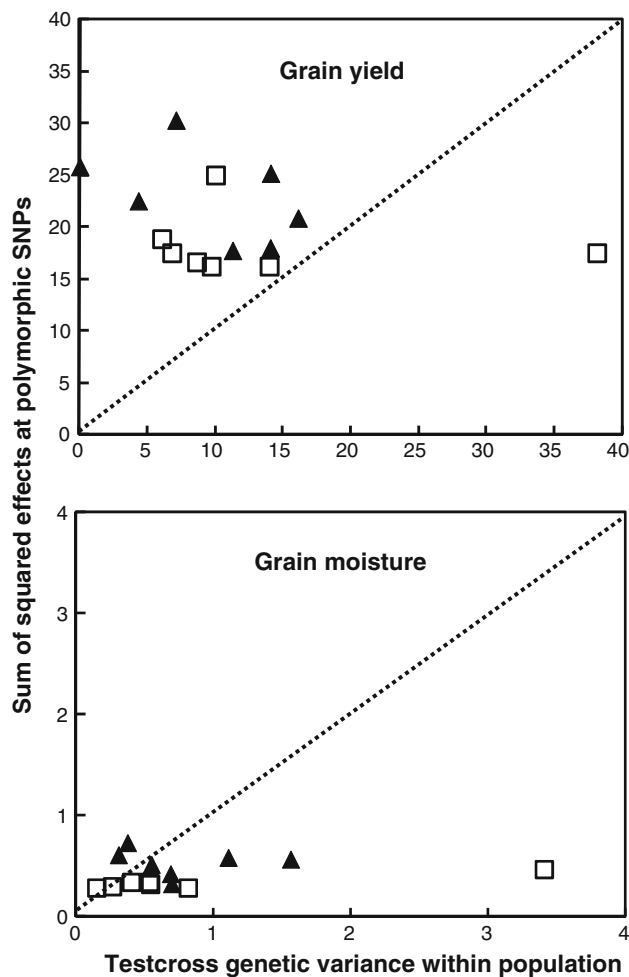 Sum of squared effects at polymorphic SNPs
40
Grain yield
35
30
25
20
15
10
5
0
0 5 10 15 20 25 30 35 40
4
Grain moisture
3
2
1
0
0 1 2 3 4
Testcross genetic variance within population